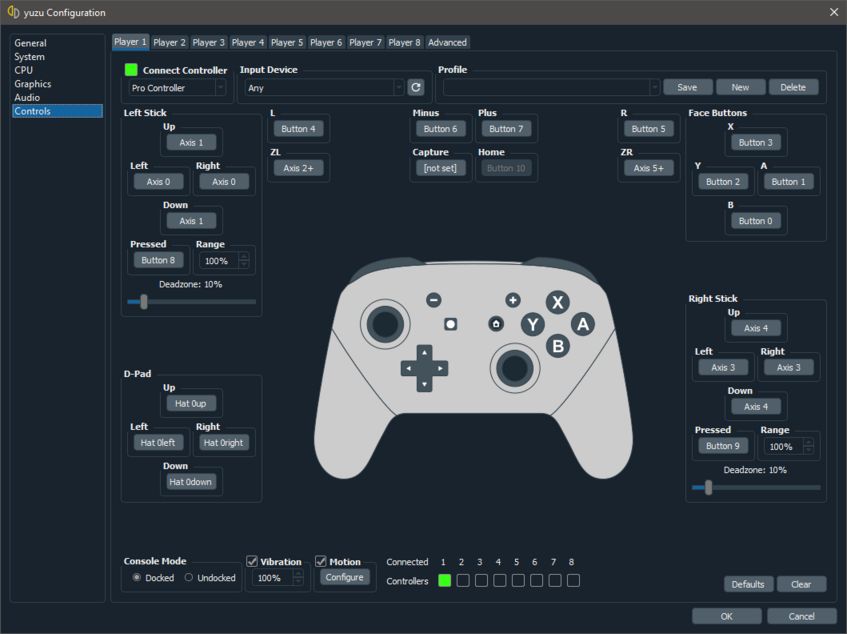 yuzu Configuration
General
System
CPU
Graphics
Audio
Controls
Player 1 Player 2 Player 3 Player 4 Player 5 Player 6 Player 7 Player 8 Advanced
Connect Controller Input Device Profile
Pro Controller Any Save New Delete
Left Stick L Minus Plus R Face Buttons
Up Button 4 Button 6 Button 7 Button 5 X
Axis 1 Button 3
ZL Capture Home ZR
Left Right Axis 2+ [not set] Button 10 Axis 5+ Y A
Axis 0 Axis 0 Button 2 Button 1
Down B
Axis 1 Button 0
Pressed Range
Button 8 100%
Deadzone: 10%
X
Y A
B
Right Stick
Up
Axis 4
Left Right
Axis 3 Axis 3
Down
Axis 4
Pressed Range
Button 9 100%
Deadzone: 10%
D-Pad
Up
Hat 0up
Left Right
Hat 0left Hat 0right
Down
Hat 0down
Console Mode Vibration Motion Connected 1 2 3 4 5 6 7 8
Docked Undocked 100% Configure Controllers
Defaults Clear
OK Cancel